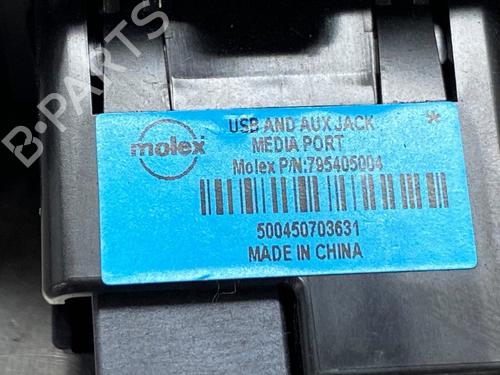 B-PARTS
molex
USB AND AUX JACK *
MEDIA PORT
Molex P/N:795405004
500450703631
MADE IN CHINA